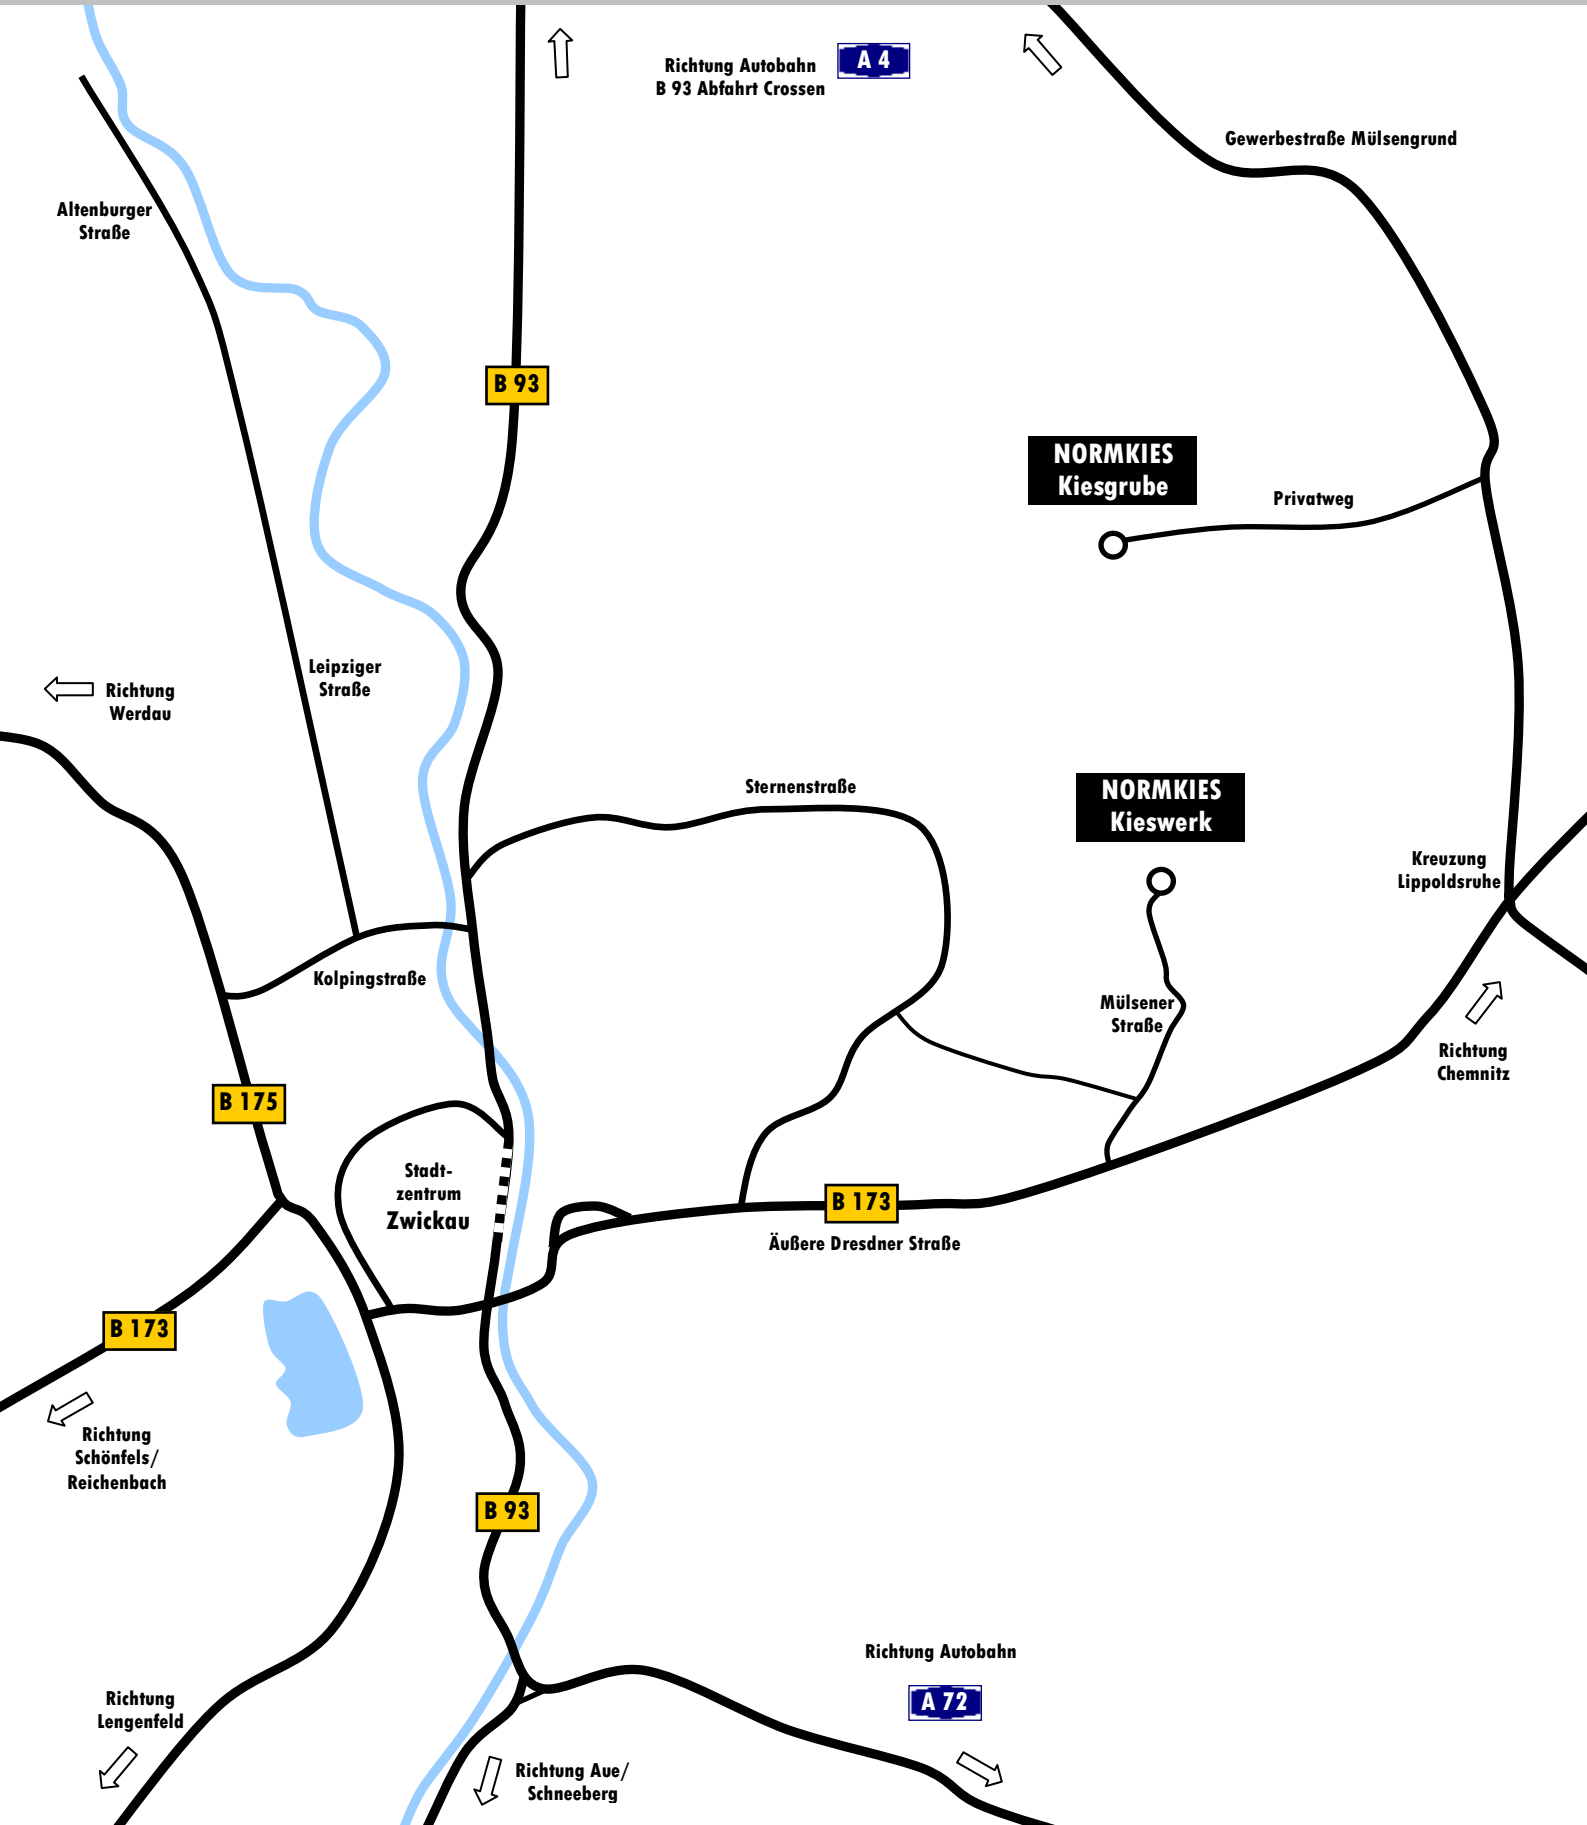 Richtung Autobahn
B 93 Abfahrt Crossen
A 4
Gewerbestraße Mülsengrund
Altenburger
Straße
B 93
NORMKIES
Kiesgrube
Privatweg
Leipziger
Straße
Richtung
Werdau
Sternenstraße
NORMKIES
Kieswerk
Kreuzung
Lippoldsruhe
Kolpingstraße
Mülsener
Straße
Richtung
Chemnitz
B 175
Stadt-
zentrum
Zwickau
B 173
Äußere Dresdner Straße
B 173
Richtung
Schönfels/
Reichenbach
B 93
Richtung Autobahn
A 72
Richtung
Lengenfeld
Richtung Aue/
Schneeberg